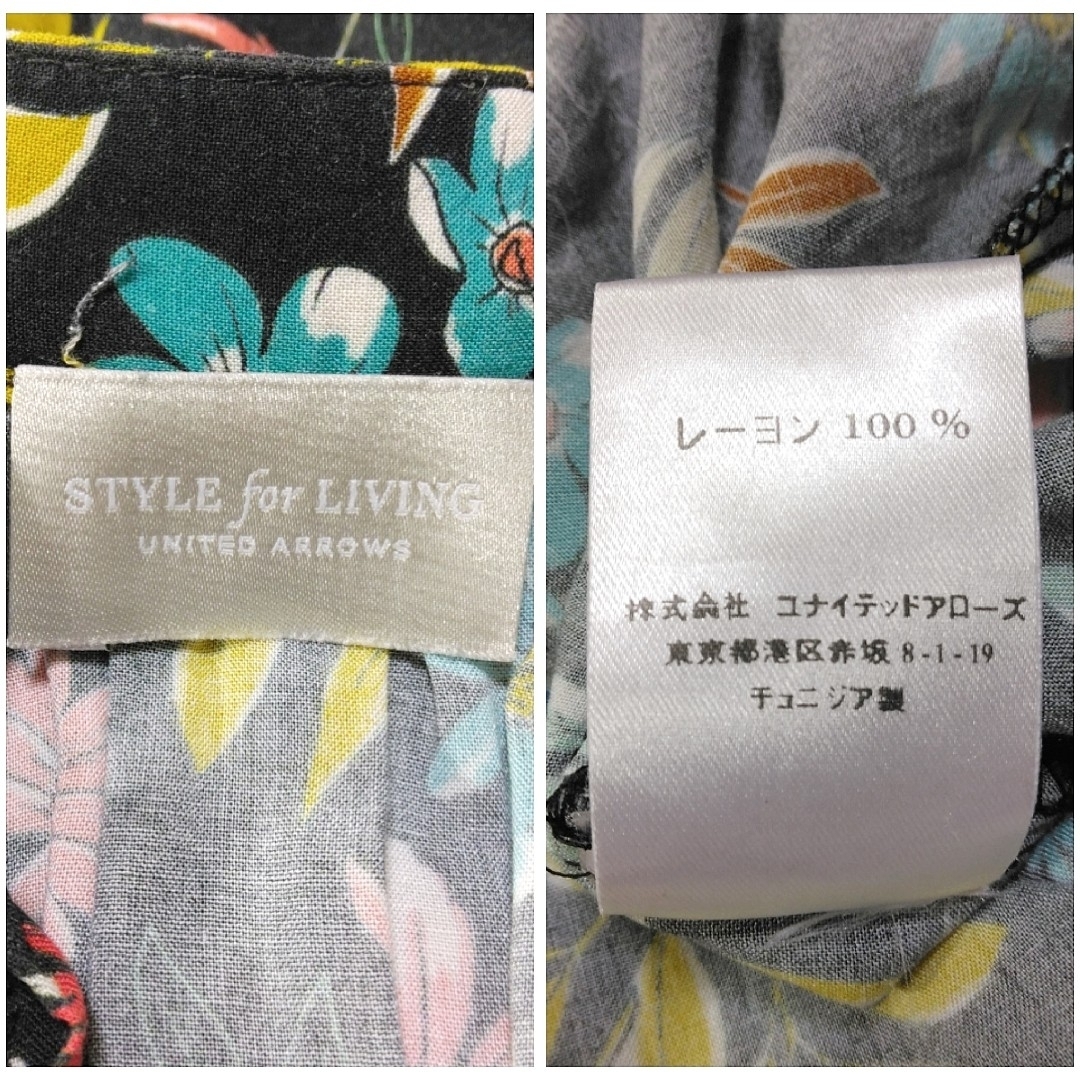 STYLE for LIVING
UNITED ARROWS
レーヨン 100 %
株式会社 ユナイテッドアローズ
東京都港区赤坂 8-1-19
チュニジア製